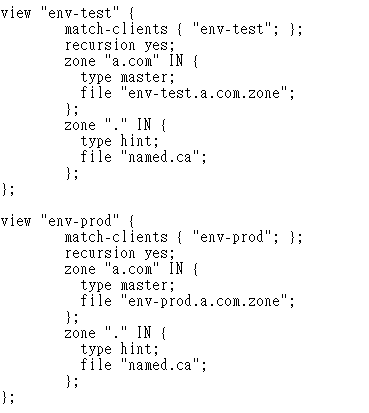 view "env-test" {
match-clients { "env-test"; };
recursion yes;
zone "a.com" IN {
type master;
file "env-test.a.com.zone";
};
zone "." IN {
type hint;
file "named.ca";
};
};
view "env-prod" {
match-clients { "env-prod"; };
recursion yes;
zone "a.com" IN {
type master;
file "env-prod.a.com.zone";
};
zone "." IN {
type hint;
file "named.ca";
};
};